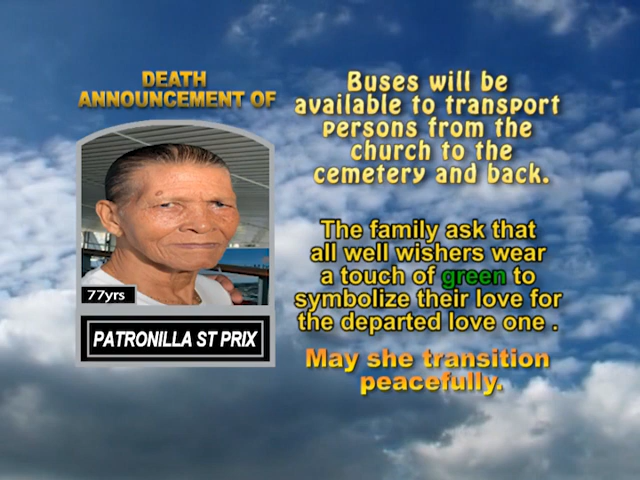 DEATH
ANNOUNCEMENT OF
77yrs
PATRONILLA ST PRIX
Buses will be
available to transport
persons from the
church to the
cemetery and back.
The family ask that
all well wishers wear
a touch of green to
symbolize their love for
the departed love one .
May she transition
peacefully.